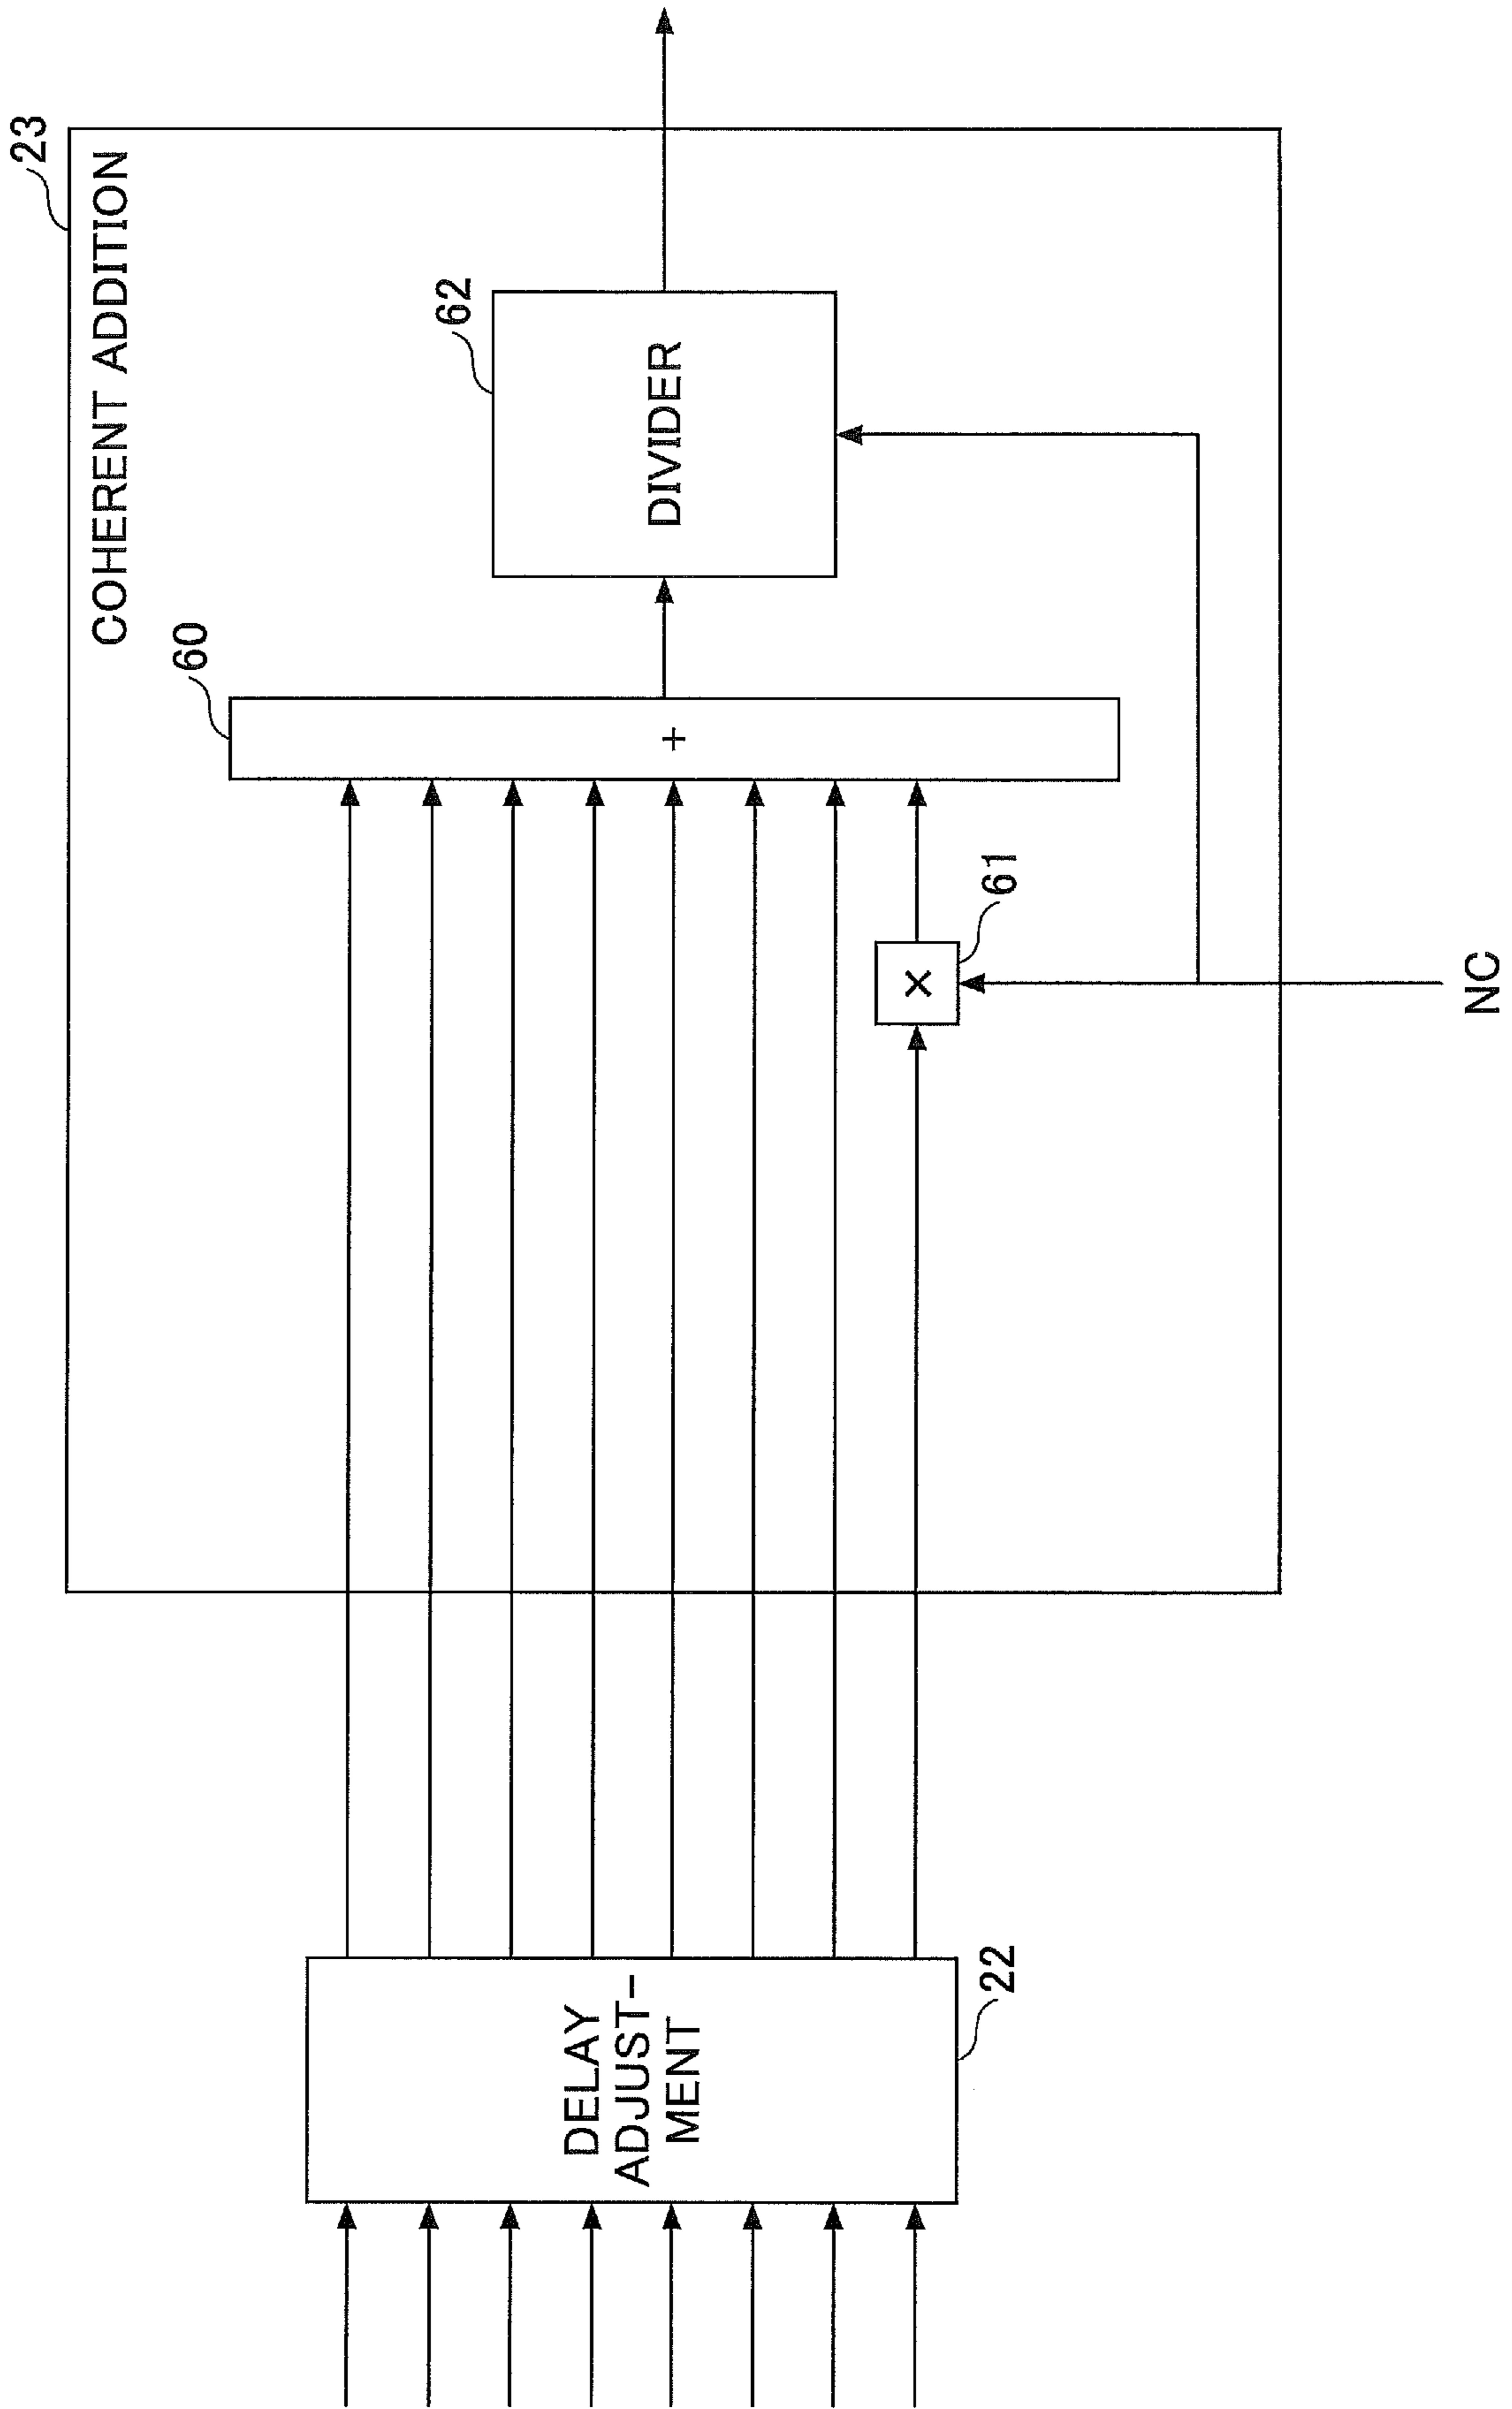 23
COHERENT ADDITION
62
DIVIDER
60
+
61
×
NC
DELAY
ADJUST-
MENT
22